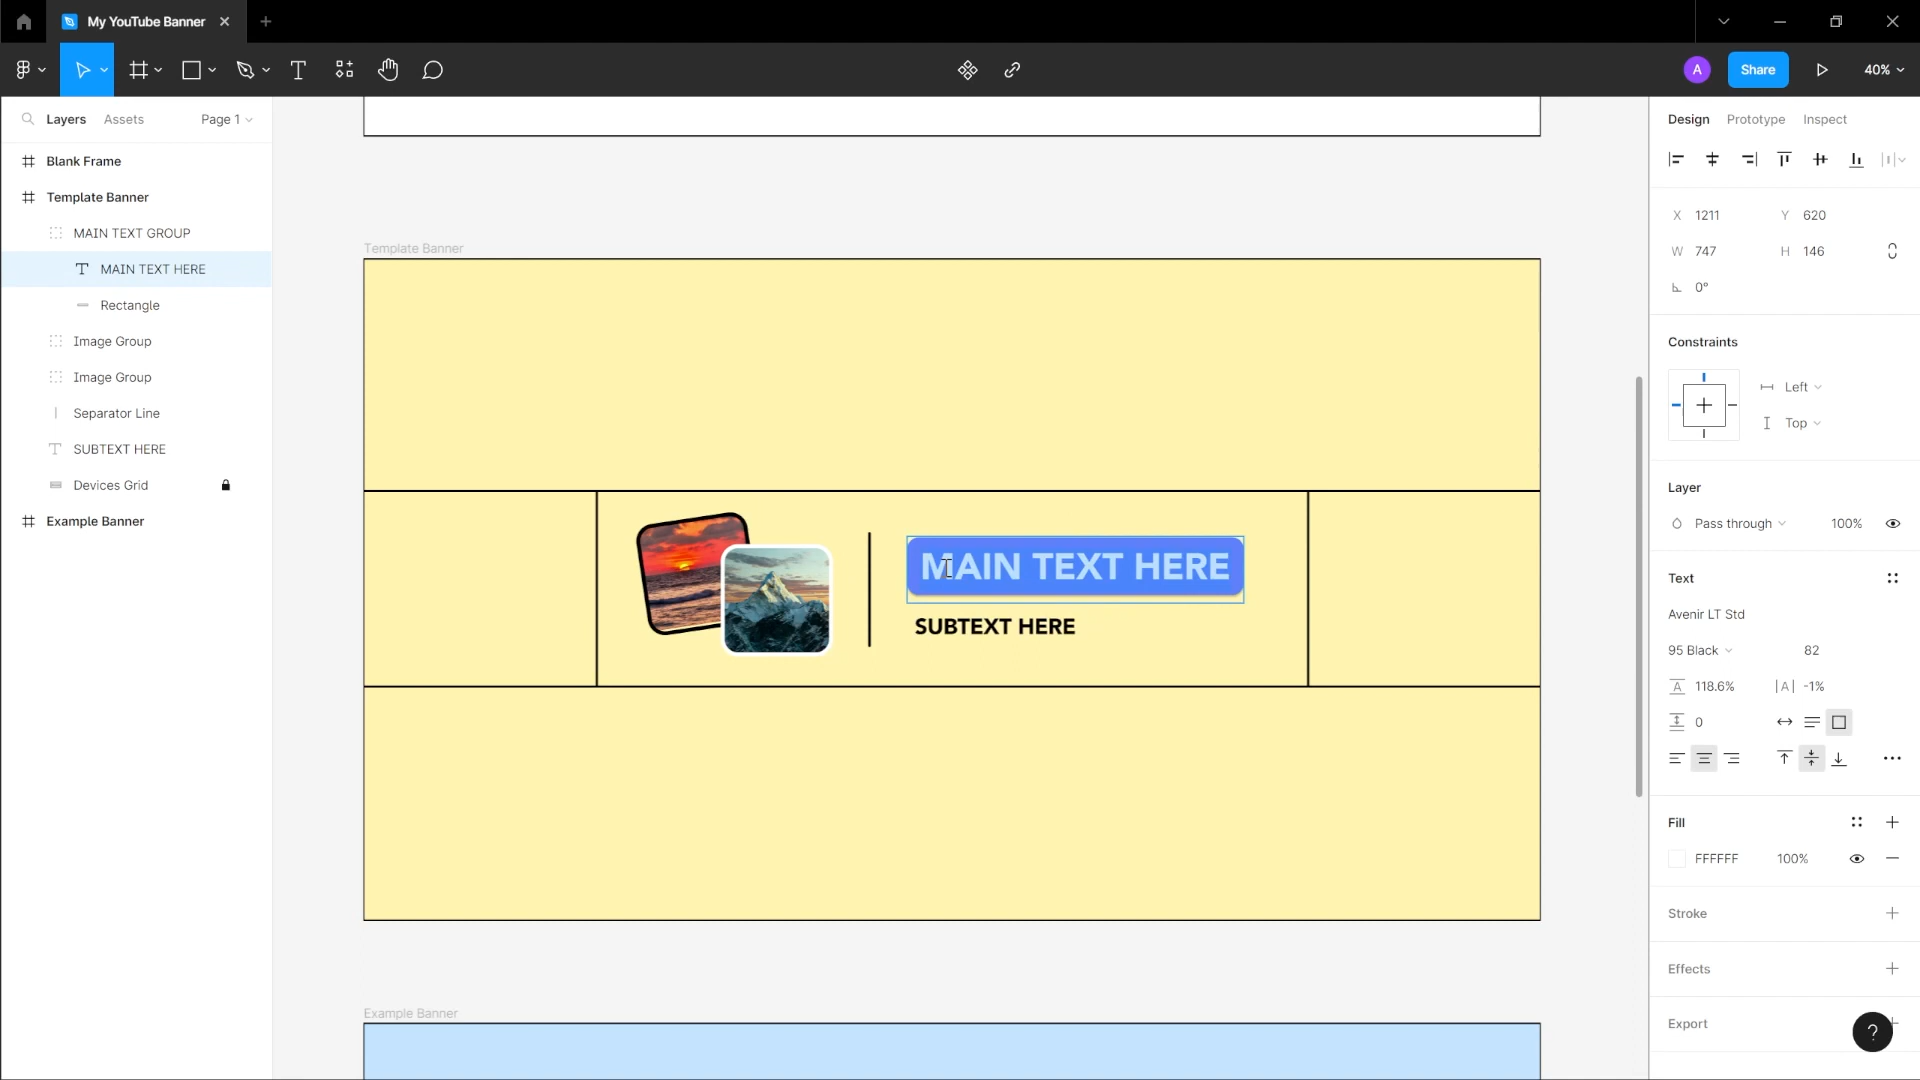 My YouTube Banner
A
Share
40%
Layers Assets Page 1
Blank Frame
Template Banner
MAIN TEXT GROUP
MAIN TEXT HERE
Rectangle
Image Group
Image Group
Separator Line
SUBTEXT HERE
Devices Grid
Example Banner
Template Banner
MAIN TEXT HERE
SUBTEXT HERE
Example Banner
Design Prototype Inspect
X 1211 Y 620
W 747 H 146
0°
Constraints
Left
Top
Layer
Pass through 100%
Text
Avenir LT Std
95 Black 82
A 118.6% |A| -1%
0
Fill
FFFFFF 100%
Stroke
Effects
Export
?